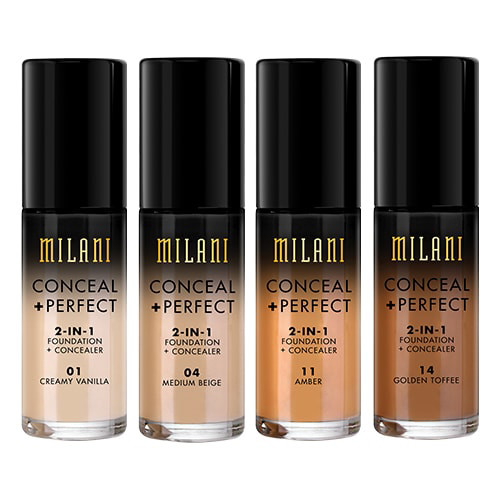 MILANI
CONCEAL
+PERFECT
2-IN-1
FOUNDATION
+ CONCEALER
01
CREAMY VANILLA
MILANI
CONCEAL
+PERFECT
2-IN-1
FOUNDATION
+ CONCEALER
04
MEDIUM BEIGE
MILANI
CONCEAL
+PERFECT
2-IN-1
FOUNDATION
+ CONCEALER
11
AMBER
MILANI
CONCEAL
+PERFECT
2-IN-1
FOUNDATION
+ CONCEALER
14
GOLDEN TOFFEE